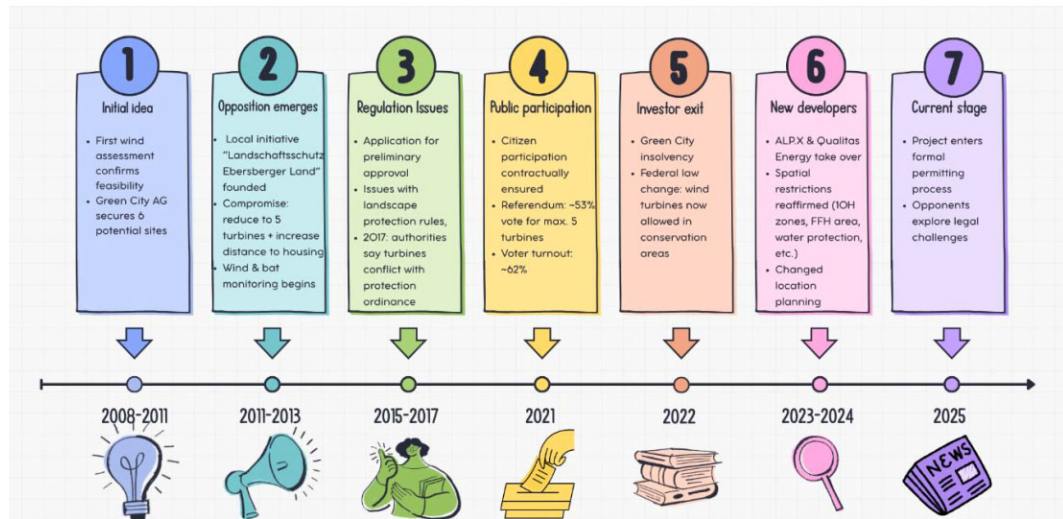 1
Initial idea
• First wind
assessment
confirms
feasibility
• Green City AG
secures 6
potential sites
2
Opposition emerges
• Local initiative
"Landschaftsschutz
Ebersberger Land"
founded
• Compromise:
reduce to 5
turbines + increase
distance to housing
• Wind & bat
monitoring begins
3
Regulation Issues
• Application for
preliminary
approval
• Issues with
landscape
protection rules,
• 2017: authorities
say turbines
conflict with
protection
ordinance
4
Public participation
• Citizen
participation
contractually
ensured
• Referendum: ~53%
vote for max. 5
turbines
• Voter turnout:
~62%
5
Investor exit
• Green City
insolvency
• Federal law
change: wind
turbines now
allowed in
conservation
areas
6
New developers
• ALP.X & Qualitas
Energy take over
• Spatial
restrictions
reaffirmed (10H
zones, FFH area,
water protection,
etc.)
• Changed
location
planning
7
Current stage
• Project enters
formal
permitting
process
• Opponents
explore legal
challenges
2008-2011
2011-2013
2015-2017
2021
2022
2023-2024
2025
NEWS